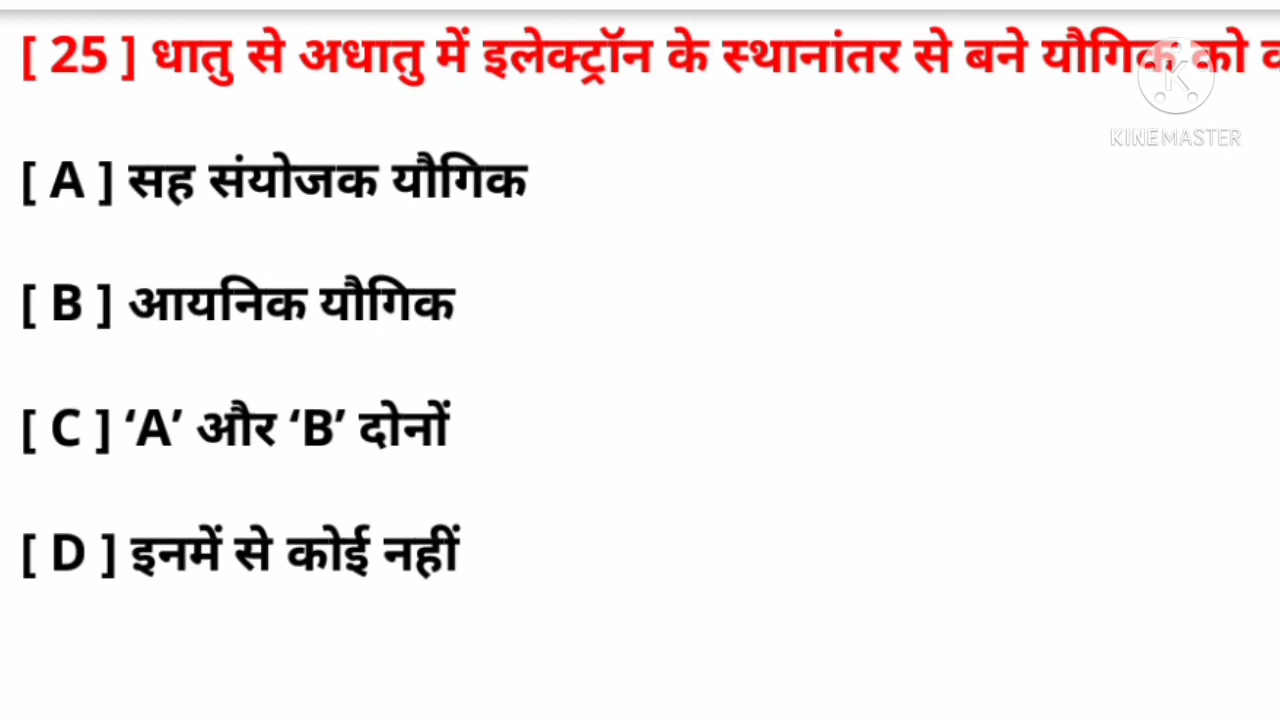 [ 25 ] धातु से अधातु में इलेक्ट्रॉन के स्थानांतर से बने यौगिक को
KINEMASTER
[ A ] सह संयोजक यौगिक
[ B ] आयनिक यौगिक
[ C ] ‘A’ और ‘B’ दोनों
[ D ] इनमें से कोई नहीं